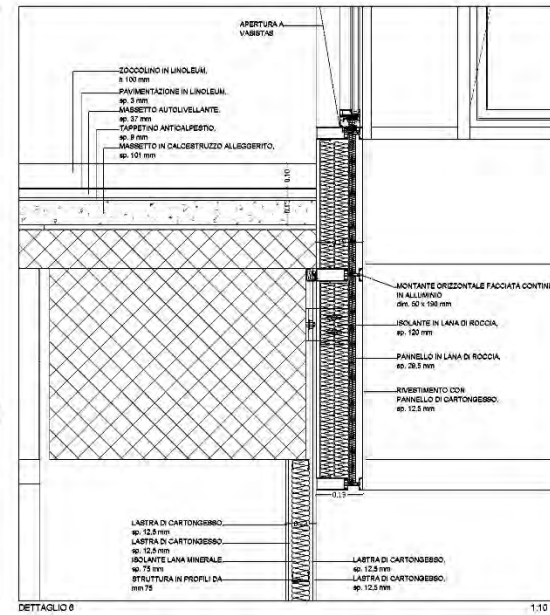 APERTURA A
VASISTAS
ZOCCOLINO IN LINOLEUM,
h 100 mm
PAVIMENTAZIONE IN LINOLEUM,
sp. 3 mm
MASSETTO AUTOLIVELLANTE,
sp. 37 mm
TAPPETINO ANTICALPESTIO,
sp. 9 mm
MASSETTO IN CALCESTRUZZO ALLEGGERITO,
sp. 101 mm
0.10
MONTANTE ORIZZONTALE FACCIATA CONTIN
IN ALLUMINIO
dim. 50 x 190 mm
ISOLANTE IN LANA DI ROCCIA,
sp. 120 mm
PANNELLO IN LANA DI ROCCIA,
sp. 29,5 mm
RIVESTIMENTO CON
PANNELLO DI CARTONGESSO,
sp. 12,5 mm
0.19
LASTRA DI CARTONGESSO,
sp. 12,5 mm
LASTRA DI CARTONGESSO,
sp. 12,5 mm
ISOLANTE LANA MINERALE,
sp. 75 mm
STRUTTURA IN PROFILI DA
mm 75
LASTRA DI CARTONGESSO,
sp. 12,5 mm
LASTRA DI CARTONGESSO,
sp. 12,5 mm
DETTAGLIO 6
1:10